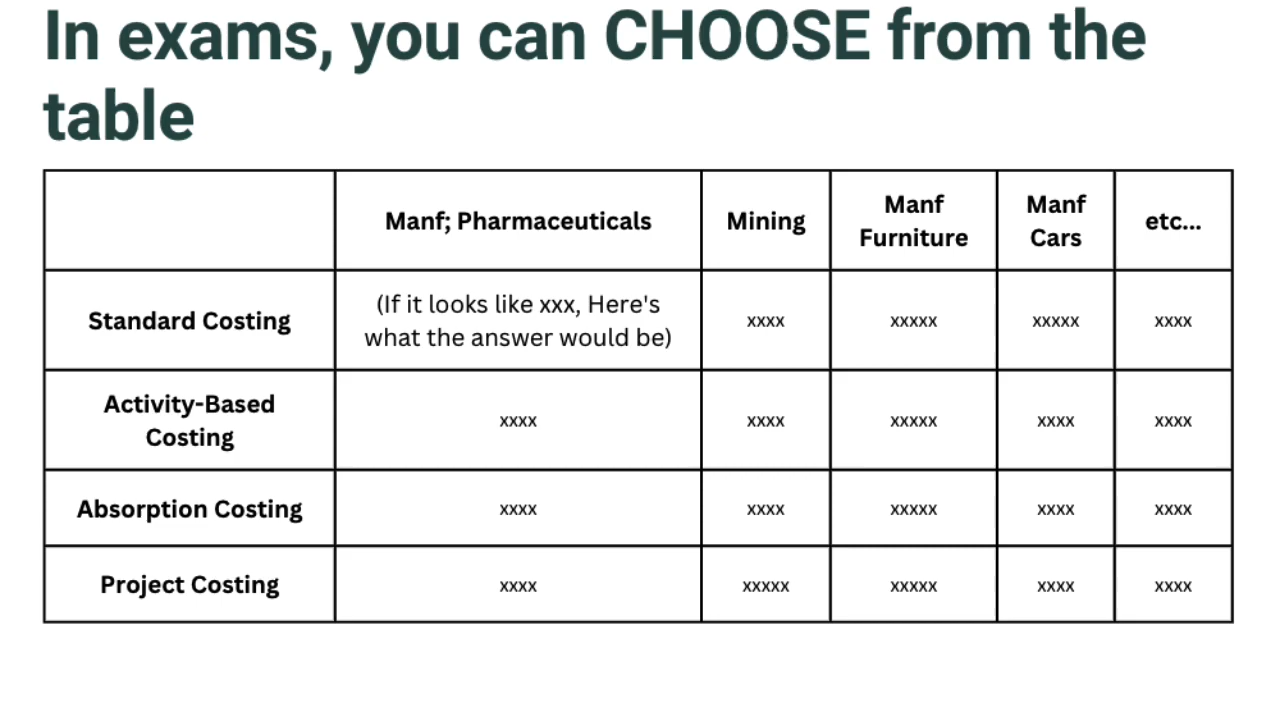 In exams, you can CHOOSE from the
table
Manf; Pharmaceuticals
Mining
Manf
Furniture
Manf
Cars
etc...
Standard Costing
(If it looks like xxx, Here's
what the answer would be)
xxxx
xxxxx
xxxxx
xxxx
Activity-Based
Costing
xxxx
xxxx
xxxxx
xxxx
xxxx
Absorption Costing
xxxx
xxxx
xxxxx
xxxx
xxxx
Project Costing
xxxx
xxxxx
xxxxx
xxxx
xxxx